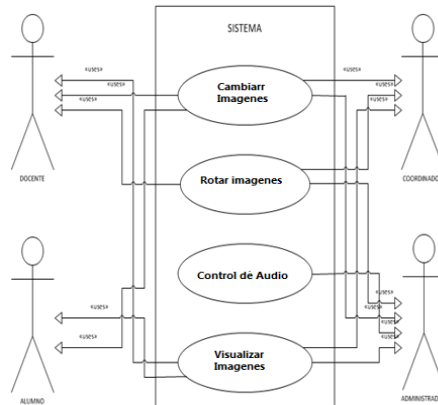 SISTEMA
«uses»
«uses»
«uses»
«uses»
«uses»
«uses»
Cambiarr
Imagenes
DOCENTE
COORDINADO
Rotar imagenes
Control de Audio
«uses»
«uses»
«uses»
«uses»
«uses»
«uses»
Visualizar
Imagenes
ALUMNO
ADMINISTRAD